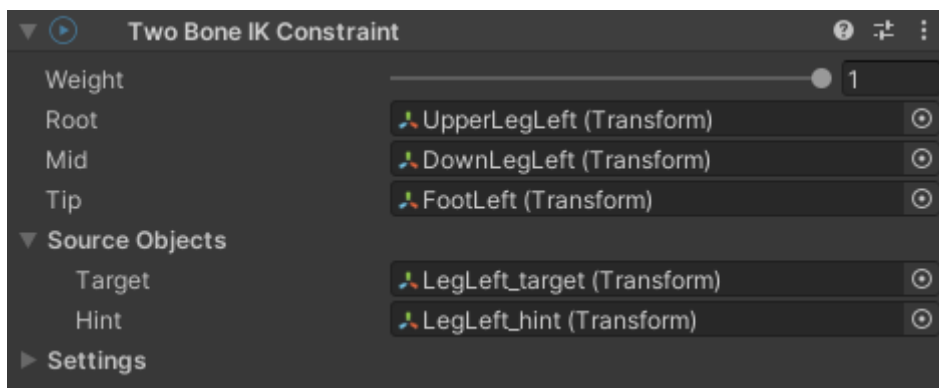 Two Bone IK Constraint
Weight 1
Root UpperLegLeft (Transform)
Mid DownLegLeft (Transform)
Tip FootLeft (Transform)
Source Objects
Target LegLeft_target (Transform)
Hint LegLeft_hint (Transform)
Settings